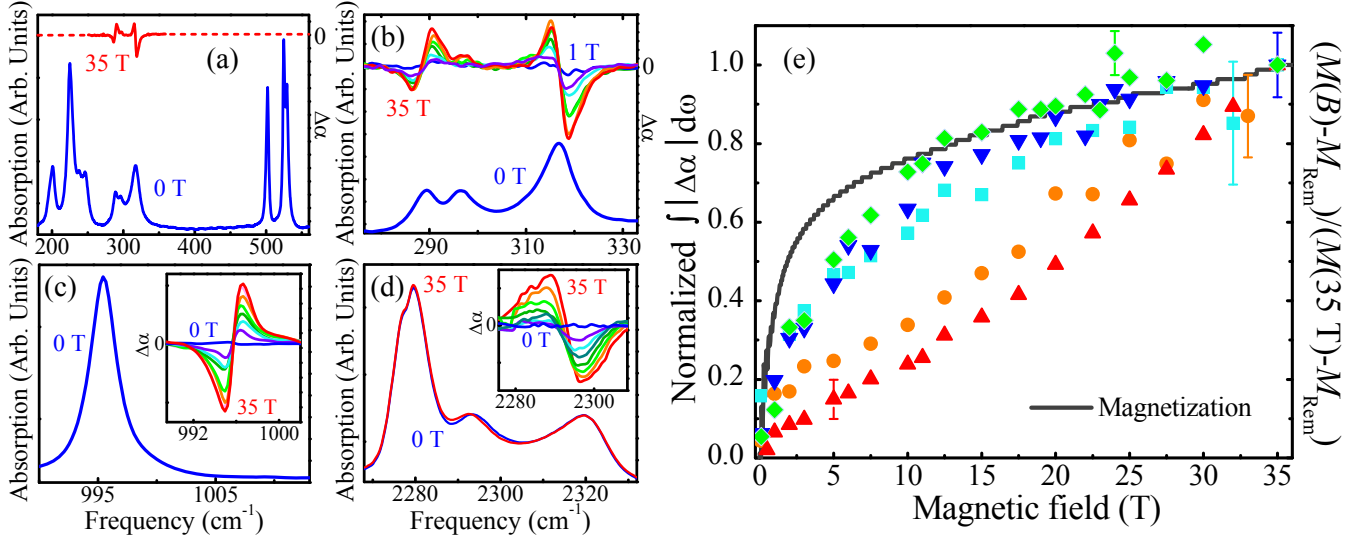 Absorption (Arb. Units)
35 T
(a)
0
Δα
0 T
200 300 400 500
Absorption (Arb. Units)
(b)
1 T
35 T
0
Δα
0 T
290 310 330
Absorption (Arb. Units)
(c)
0 T
Δα
0
0 T
35 T
992 1000
995 1005
Frequency (cm⁻¹)
Absorption (Arb. Units)
35 T
(d)
Δα
35 T
0
0 T
2280 2300
0 T
2280 2300 2320
Frequency (cm⁻¹)
Normalized ∫|Δα|dω
(e)
1.0
0.8
0.6
0.4
0.2
0.0
Magnetization
0 5 10 15 20 25 30 35
Magnetic field (T)
(M(B)-M_Rem)/(M(35 T)-M_Rem)